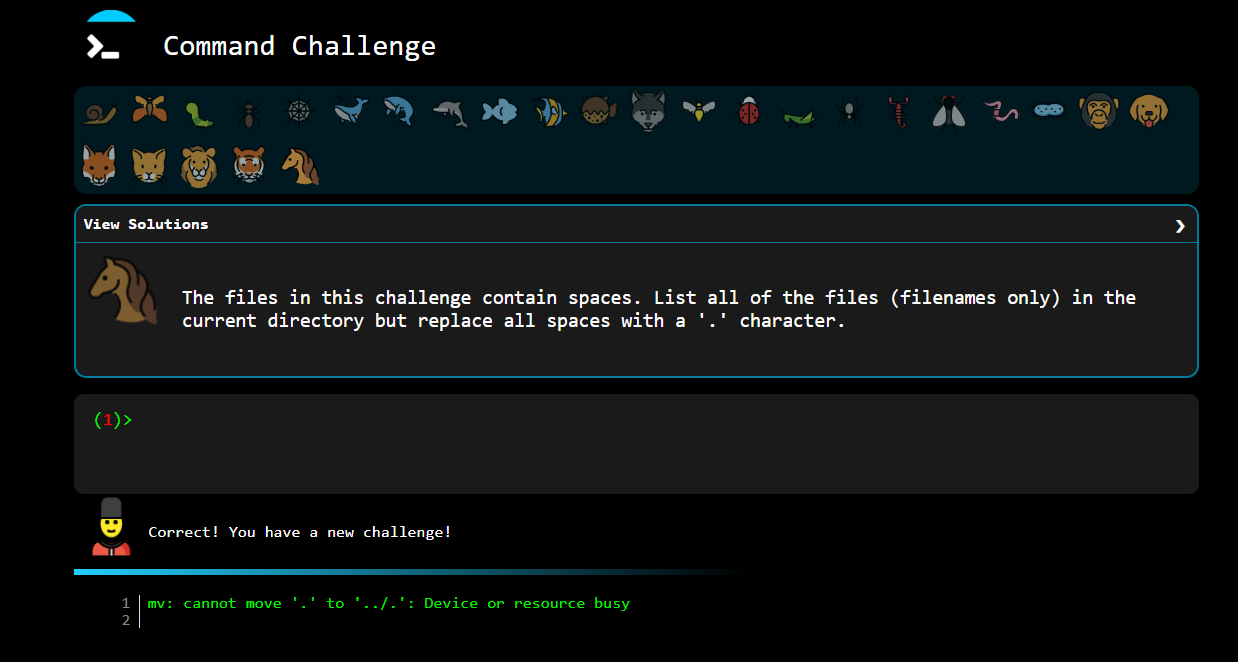 Command Challenge
View Solutions
The files in this challenge contain spaces. List all of the files (filenames only) in the
current directory but replace all spaces with a '.' character.
(1)>
Correct! You have a new challenge!
1 mv: cannot move '.' to '../.': Device or resource busy
2